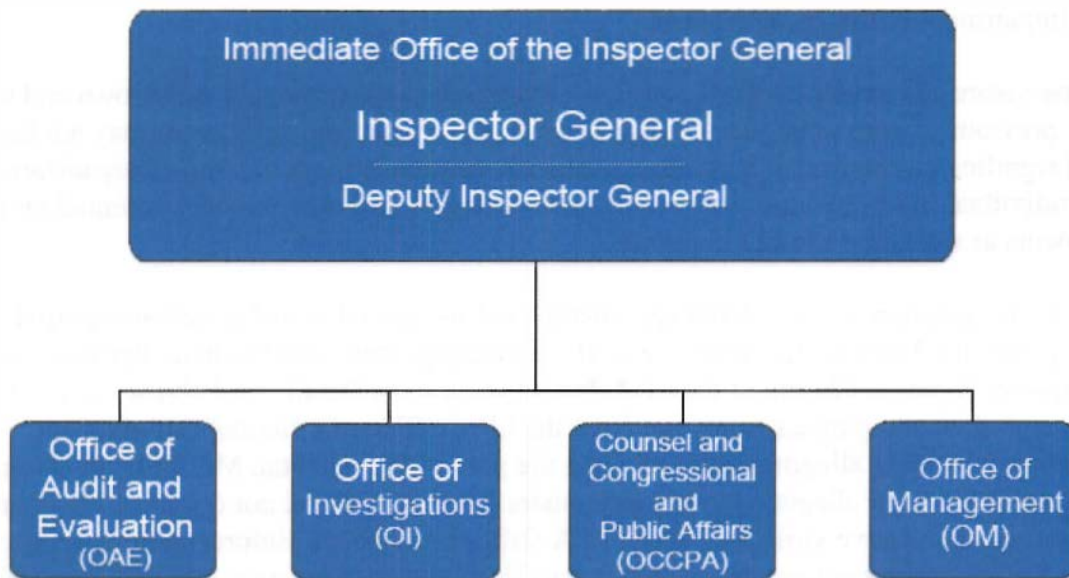 Immediate Office of the Inspector General
Inspector General
Deputy Inspector General
Office of
Audit and
Evaluation
(OAE)
Office of
Investigations
(OI)
Counsel and
Congressional
and
Public Affairs
(OCCPA)
Office of
Management
(OM)